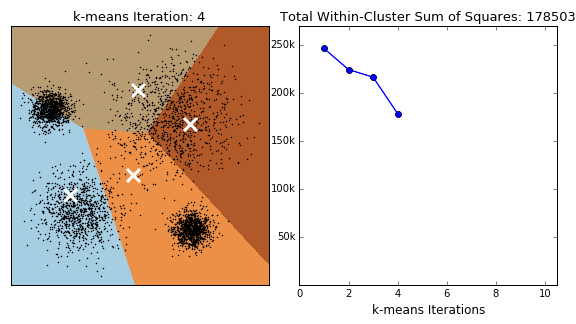 k-means Iteration: 4
Total Within-Cluster Sum of Squares: 178503
250k
200k
150k
100k
50k
0 2 4 6 8 10
k-means Iterations